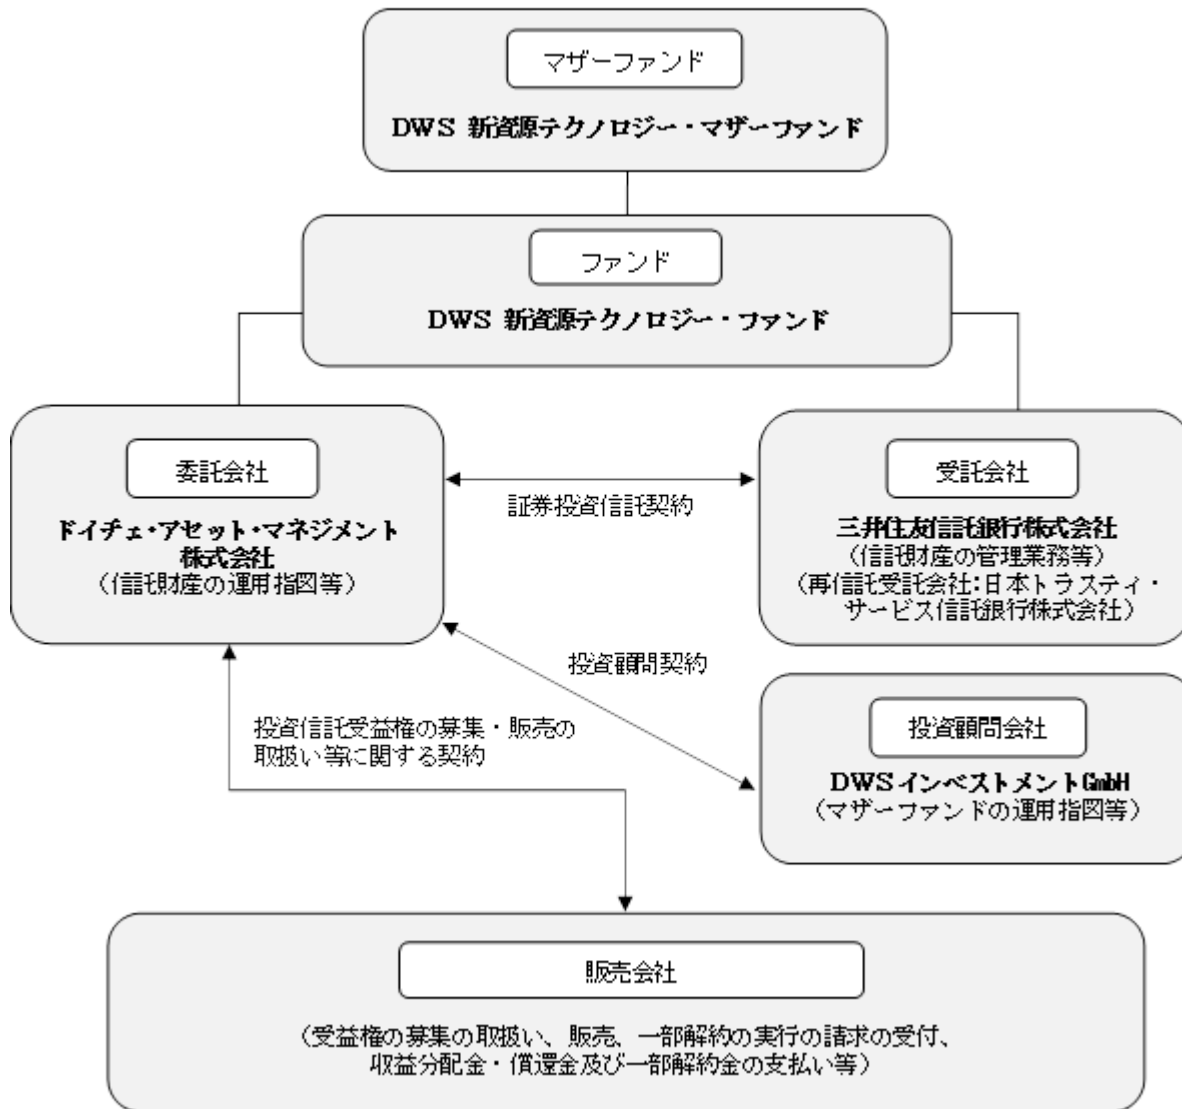 マザーファンド
DWS 新資源テクノロジー・マザーファンド
ファンド
DWS 新資源テクノロジー・ファンド
委託会社
ドイチェ・アセット・マネジメント
株式会社
（信託財産の運用指図等）
証券投資信託契約
受託会社
三井住友信託銀行株式会社
（信託財産の管理業務等）
（再信託受託会社：日本トラスティ・
サービス信託銀行株式会社）
投資顧問契約
投資信託受益権の募集・販売の
取扱い等に関する契約
投資顧問会社
DWSインベストメントGmbH
（マザーファンドの運用指図等）
販売会社
（受益権の募集の取扱い、販売、一部解約の実行の請求の受付、
収益分配金・償還金及び一部解約金の支払い等）